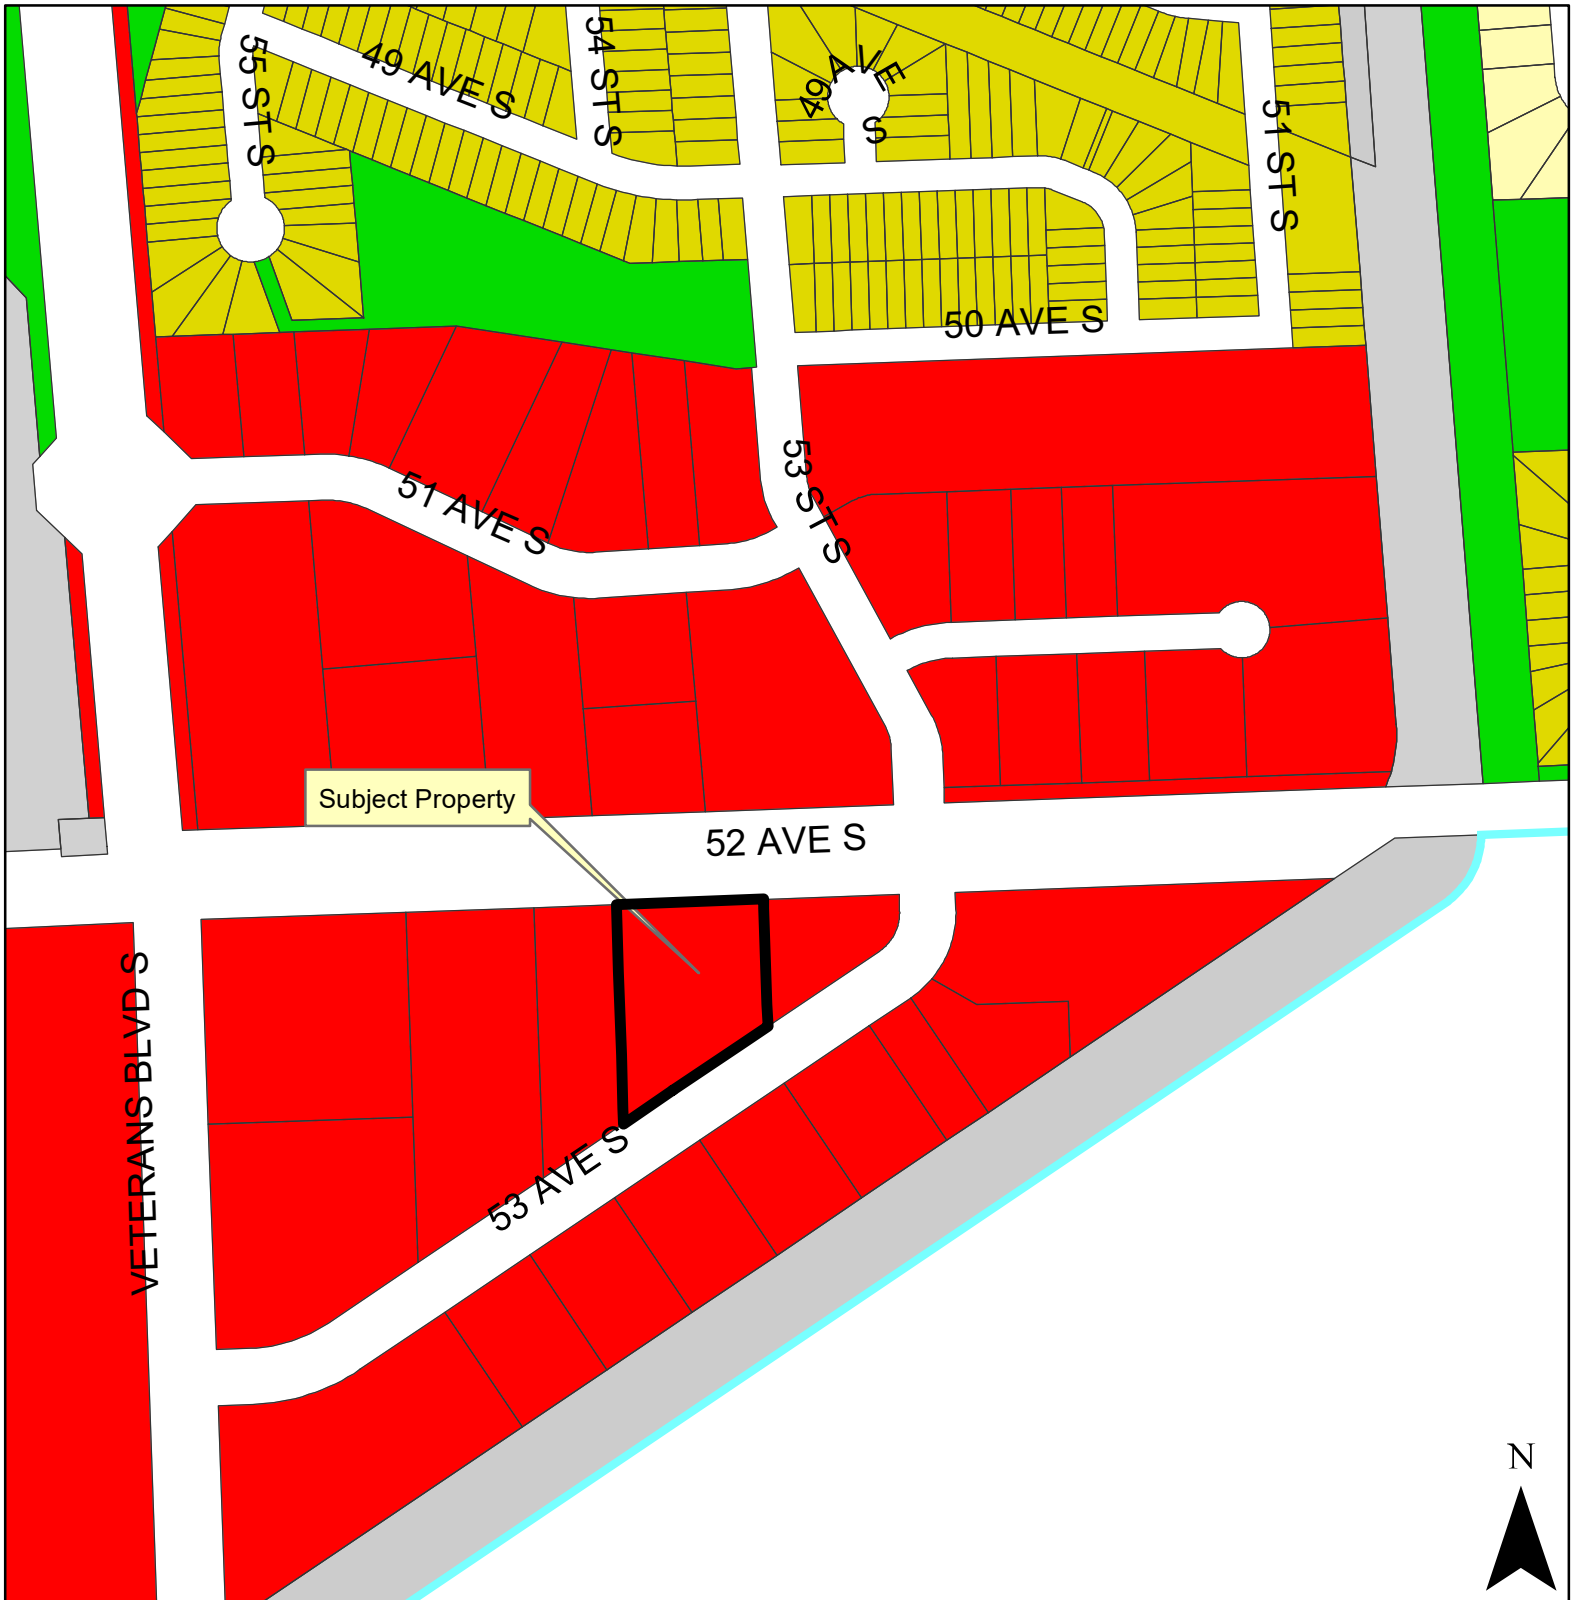 55 ST S
49 AVE S
54 ST S
49 AVE S
51 ST S
50 AVE S
53 ST S
51 AVE S
Subject Property
52 AVE S
VETERANS BLVD S
53 AVE S
N